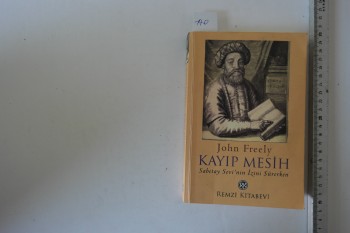 John Freely
KAYIP MESİH
Sabetay Sevi'nin İzini Sürerken
REMZİ KİTABEVİ